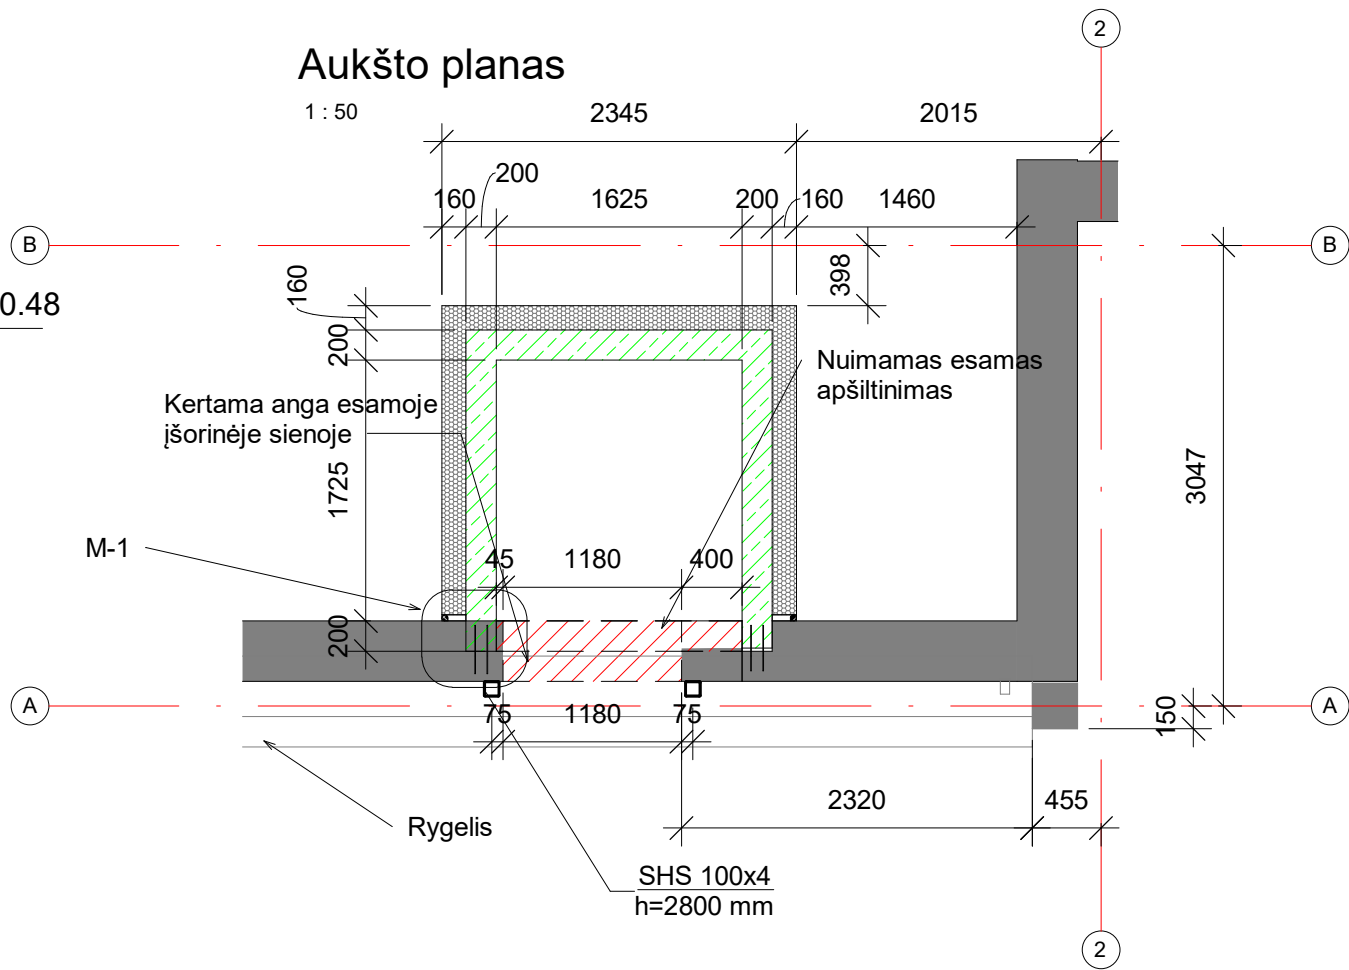 2
Aukšto planas
1 : 50
2345
2015
200
160
1625
200
160
1460
B
B
398
160
0.48
200
Nuimamas esamas
apšiltinimas
Kertama anga esamoje
įšorinėje sienoje
1725
3047
M-1
45
1180
400
200
A
A
75
1180
75
150
2320
455
Rygelis
SHS 100x4
h=2800 mm
2